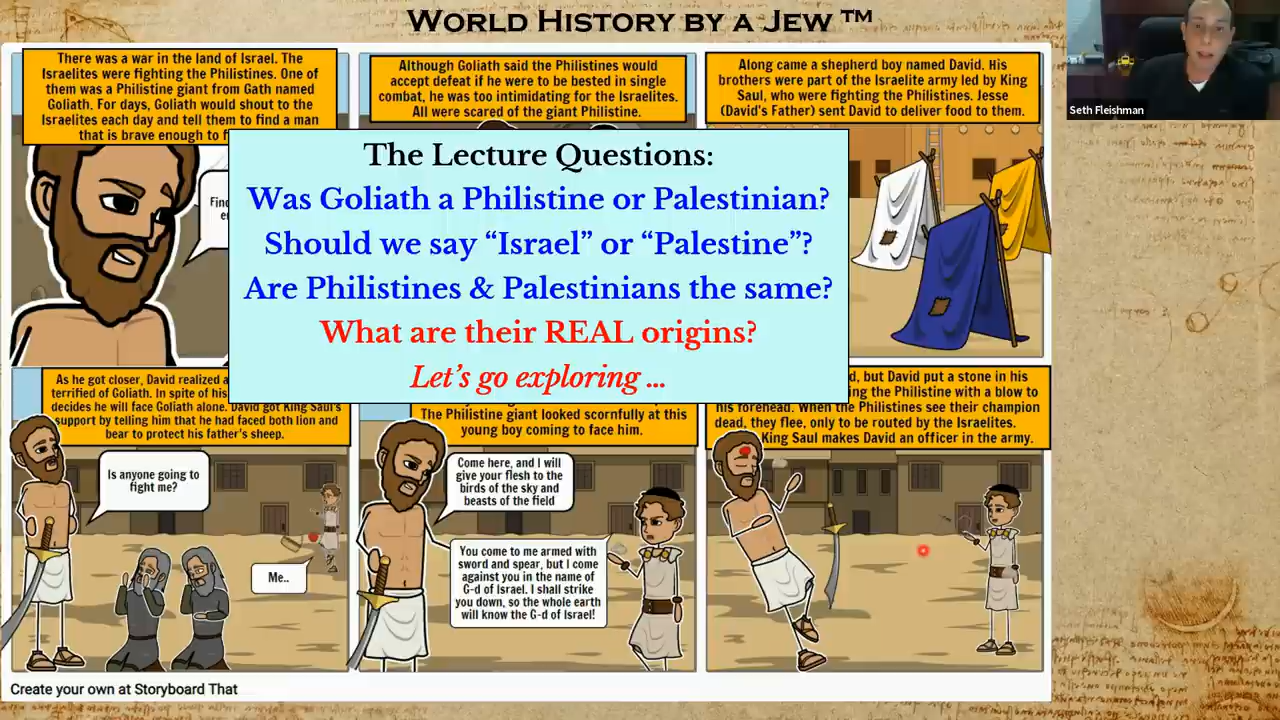 WORLD HISTORY BY A JEW ™
Seth Fleishman
There was a war in the land of Israel. The
Israelites were fighting the Philistines. One of
them was a Philistine giant from Gath named
Goliath. For days, Goliath would shout to the
Israelites each day and tell them to find a man
that is brave enough to
Although Goliath said the Philistines would
accept defeat if he were to be bested in single
combat, he was too intimidating for the Israelites.
All were scared of the giant Philistine.
Along came a shepherd boy named David. His
brothers were part of the Israelite army led by King
Saul, who were fighting the Philistines. Jesse
(David's Father) sent David to deliver food to them.
The Lecture Questions:
Was Goliath a Philistine or Palestinian?
Should we say “Israel” or “Palestine”?
Are Philistines & Palestinians the same?
What are their REAL origins?
Let’s go exploring ...
As he got closer, David realized
terrified of Goliath. In spite of his
decides he will face Goliath alone. David got King Saul's
support by telling him that he had faced both lion and
bear to protect his father's sheep.
Is anyone going to
fight me?
Me..
The Philistine giant looked scornfully at this
young boy coming to face him.
Come here, and I will
give your flesh to the
birds of the sky and
beasts of the field
You come to me armed with
sword and spear, but I come
against you in the name of
G-d of Israel. I shall strike
you down, so the whole earth
will know the G-d of Israel!
but David put a stone in his
the Philistine with a blow to
his forehead. When the Philistines see their champion
dead, they flee, only to be routed by the Israelites.
King Saul makes David an officer in the army.
Create your own at Storyboard That